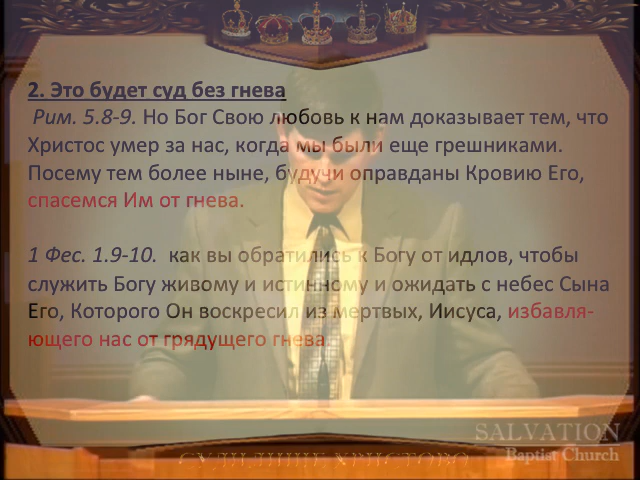 2. Это будет суд без гнева
Рим. 5.8-9. Но Бог Свою любовь к нам доказывает тем, что
Христос умер за нас, когда мы были еще грешниками.
Посему тем более ныне, будучи оправданы Кровию Его,
спасемся Им от гнева.
1 Фес. 1.9-10. как вы обратились к Богу от идлов, чтобы
служить Богу живому и истинному и ожидать с небес Сына
Его, Которого Он воскресил из мертвых, Иисуса, избавля-
ющего нас от грядущего гнева.
SALVATION
Baptist Church
СУДИЛИЩЕ ХРИСТОВО